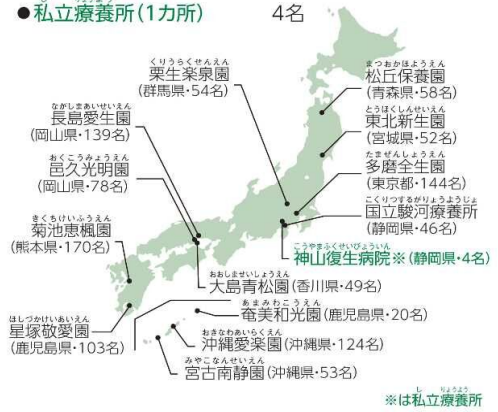 ● 私立療養所(1カ所) 4名
し りょうよう
くりうらくせんえん
栗生楽泉園
(群馬県・54名)
まつおかほようえん
松丘保養園
(青森県・58名)
ながしまあいせいえん
長島愛生園
(岡山県・139名)
とうほくしんせいえん
東北新生園
(宮城県・52名)
おくこうみょうえん
邑久光明園
(岡山県・78名)
たまぜんしょうえん
多磨全生園
(東京都・144名)
こくりつするがりょうようじょ
国立駿河療養所
(静岡県・46名)
きくちけいふうえん
菊池恵楓園
(熊本県・170名)
こうやまふくせいびょういん
神山復生病院※(静岡県・4名)
おおしませいしょうえん
大島青松園(香川県・49名)
ほしづかけいあいえん
星塚敬愛園
(鹿児島県・103名)
あまみわこうえん
奄美和光園(鹿児島県・20名)
おきなわあいらくえん
沖縄愛楽園(沖縄県・124名)
みやこなんせいえん
宮古南静園(沖縄県・53名)
し りょうよう
※は私立療養所